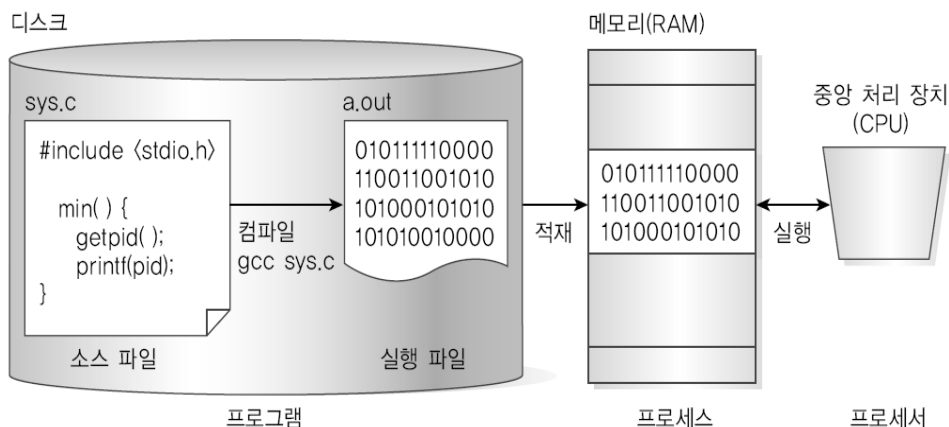 디스크
sys.c
#include <stdio.h>
min( ) {
getpid( );
printf(pid);
}
소스 파일
컴파일
gcc sys.c
a.out
010111110000
110011001010
101000101010
101010010000
실행 파일
프로그램
적재
메모리(RAM)
010111110000
110011001010
101000101010
프로세스
실행
중앙 처리 장치
(CPU)
프로세서